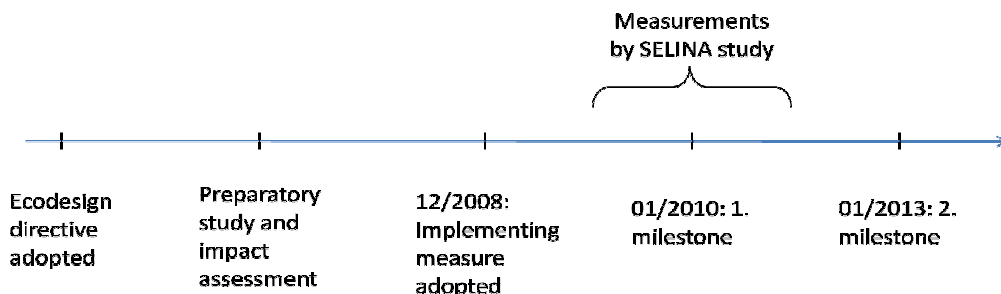 Measurements
by SELINA study
Ecodesign
directive
adopted
Preparatory
study and
impact
assessment
12/2008:
Implementing
measure
adopted
01/2010: 1.
milestone
01/2013: 2.
milestone